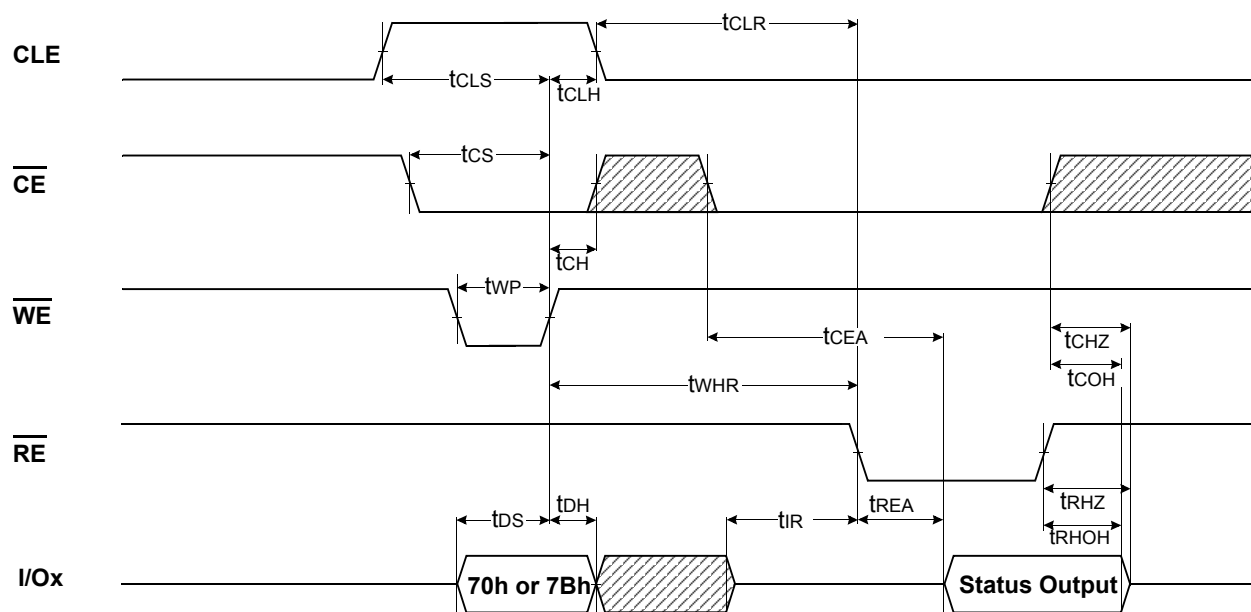 tCLR
CLE
tCLS
tCLH
tCS
CE
tCH
tWP
WE
tCEA
tCHZ
tWHR
tCOH
RE
tDS
tDH
tIR
tREA
tRHZ
tRHOH
I/Ox
70h or 7Bh
Status Output